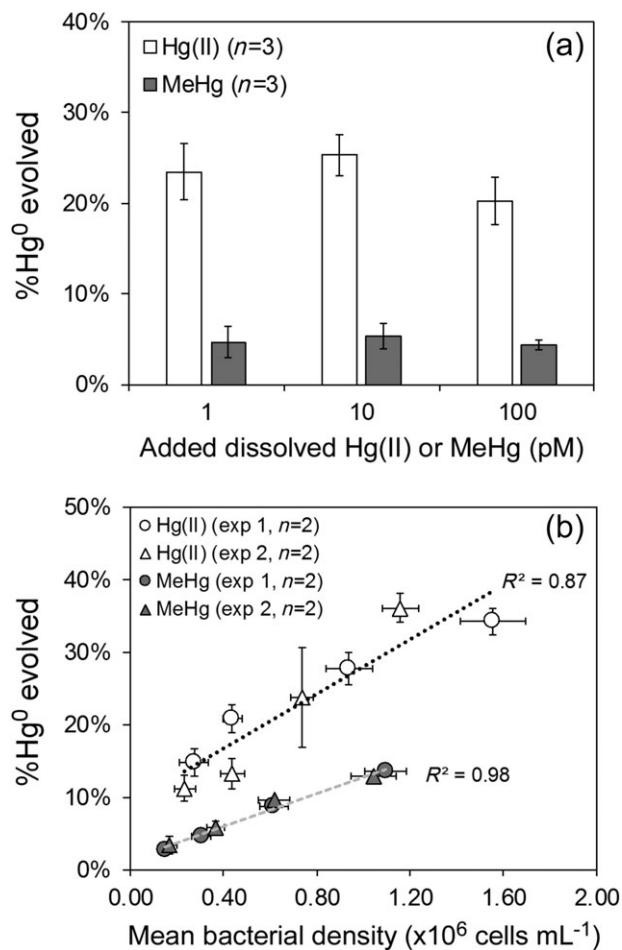 (a)
40%
30%
20%
10%
0%
%Hg⁰ evolved
Hg(II) (n=3)
MeHg (n=3)
1 10 100
Added dissolved Hg(II) or MeHg (pM)
(b)
50%
40%
30%
20%
10%
0%
%Hg⁰ evolved
Hg(II) (exp 1, n=2)
Hg(II) (exp 2, n=2)
MeHg (exp 1, n=2)
MeHg (exp 2, n=2)
R² = 0.87
R² = 0.98
0.00 0.40 0.80 1.20 1.60 2.00
Mean bacterial density (x10⁶ cells mL⁻¹)